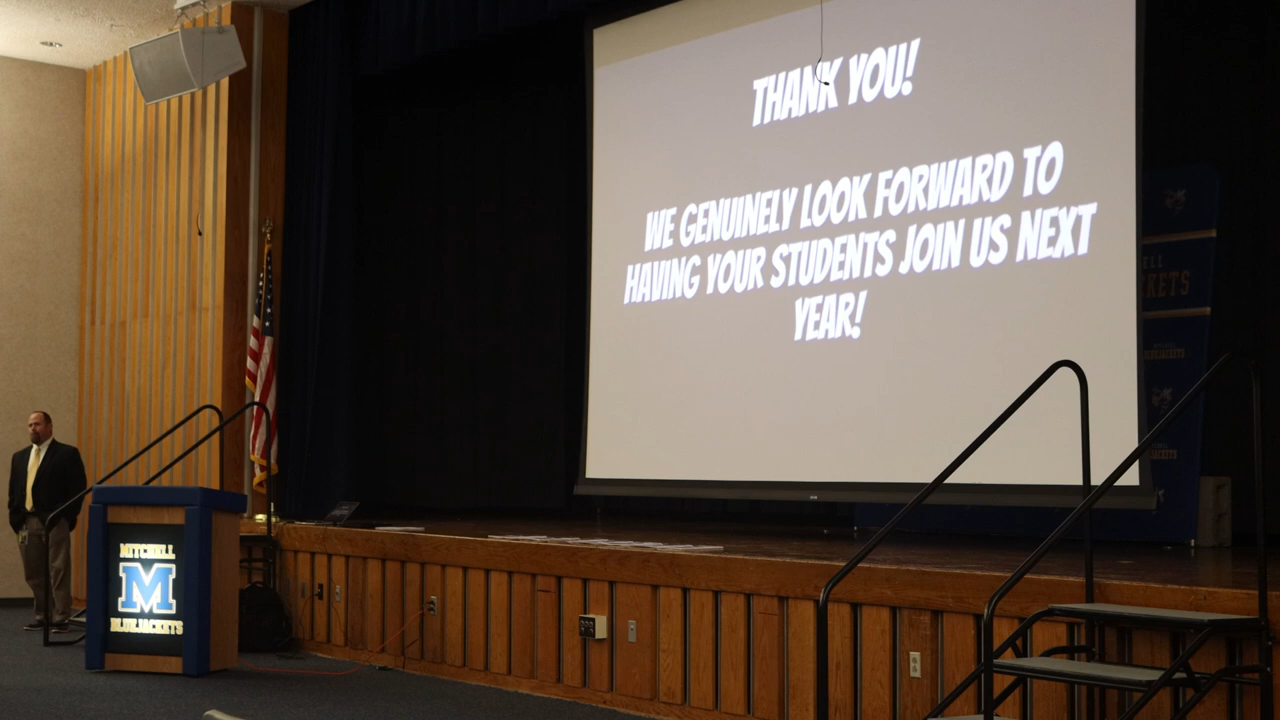 THANK YOU!
WE GENUINELY LOOK FORWARD TO
HAVING YOUR STUDENTS JOIN US NEXT
YEAR!
MITCHELL
M
BLUEJACKETS